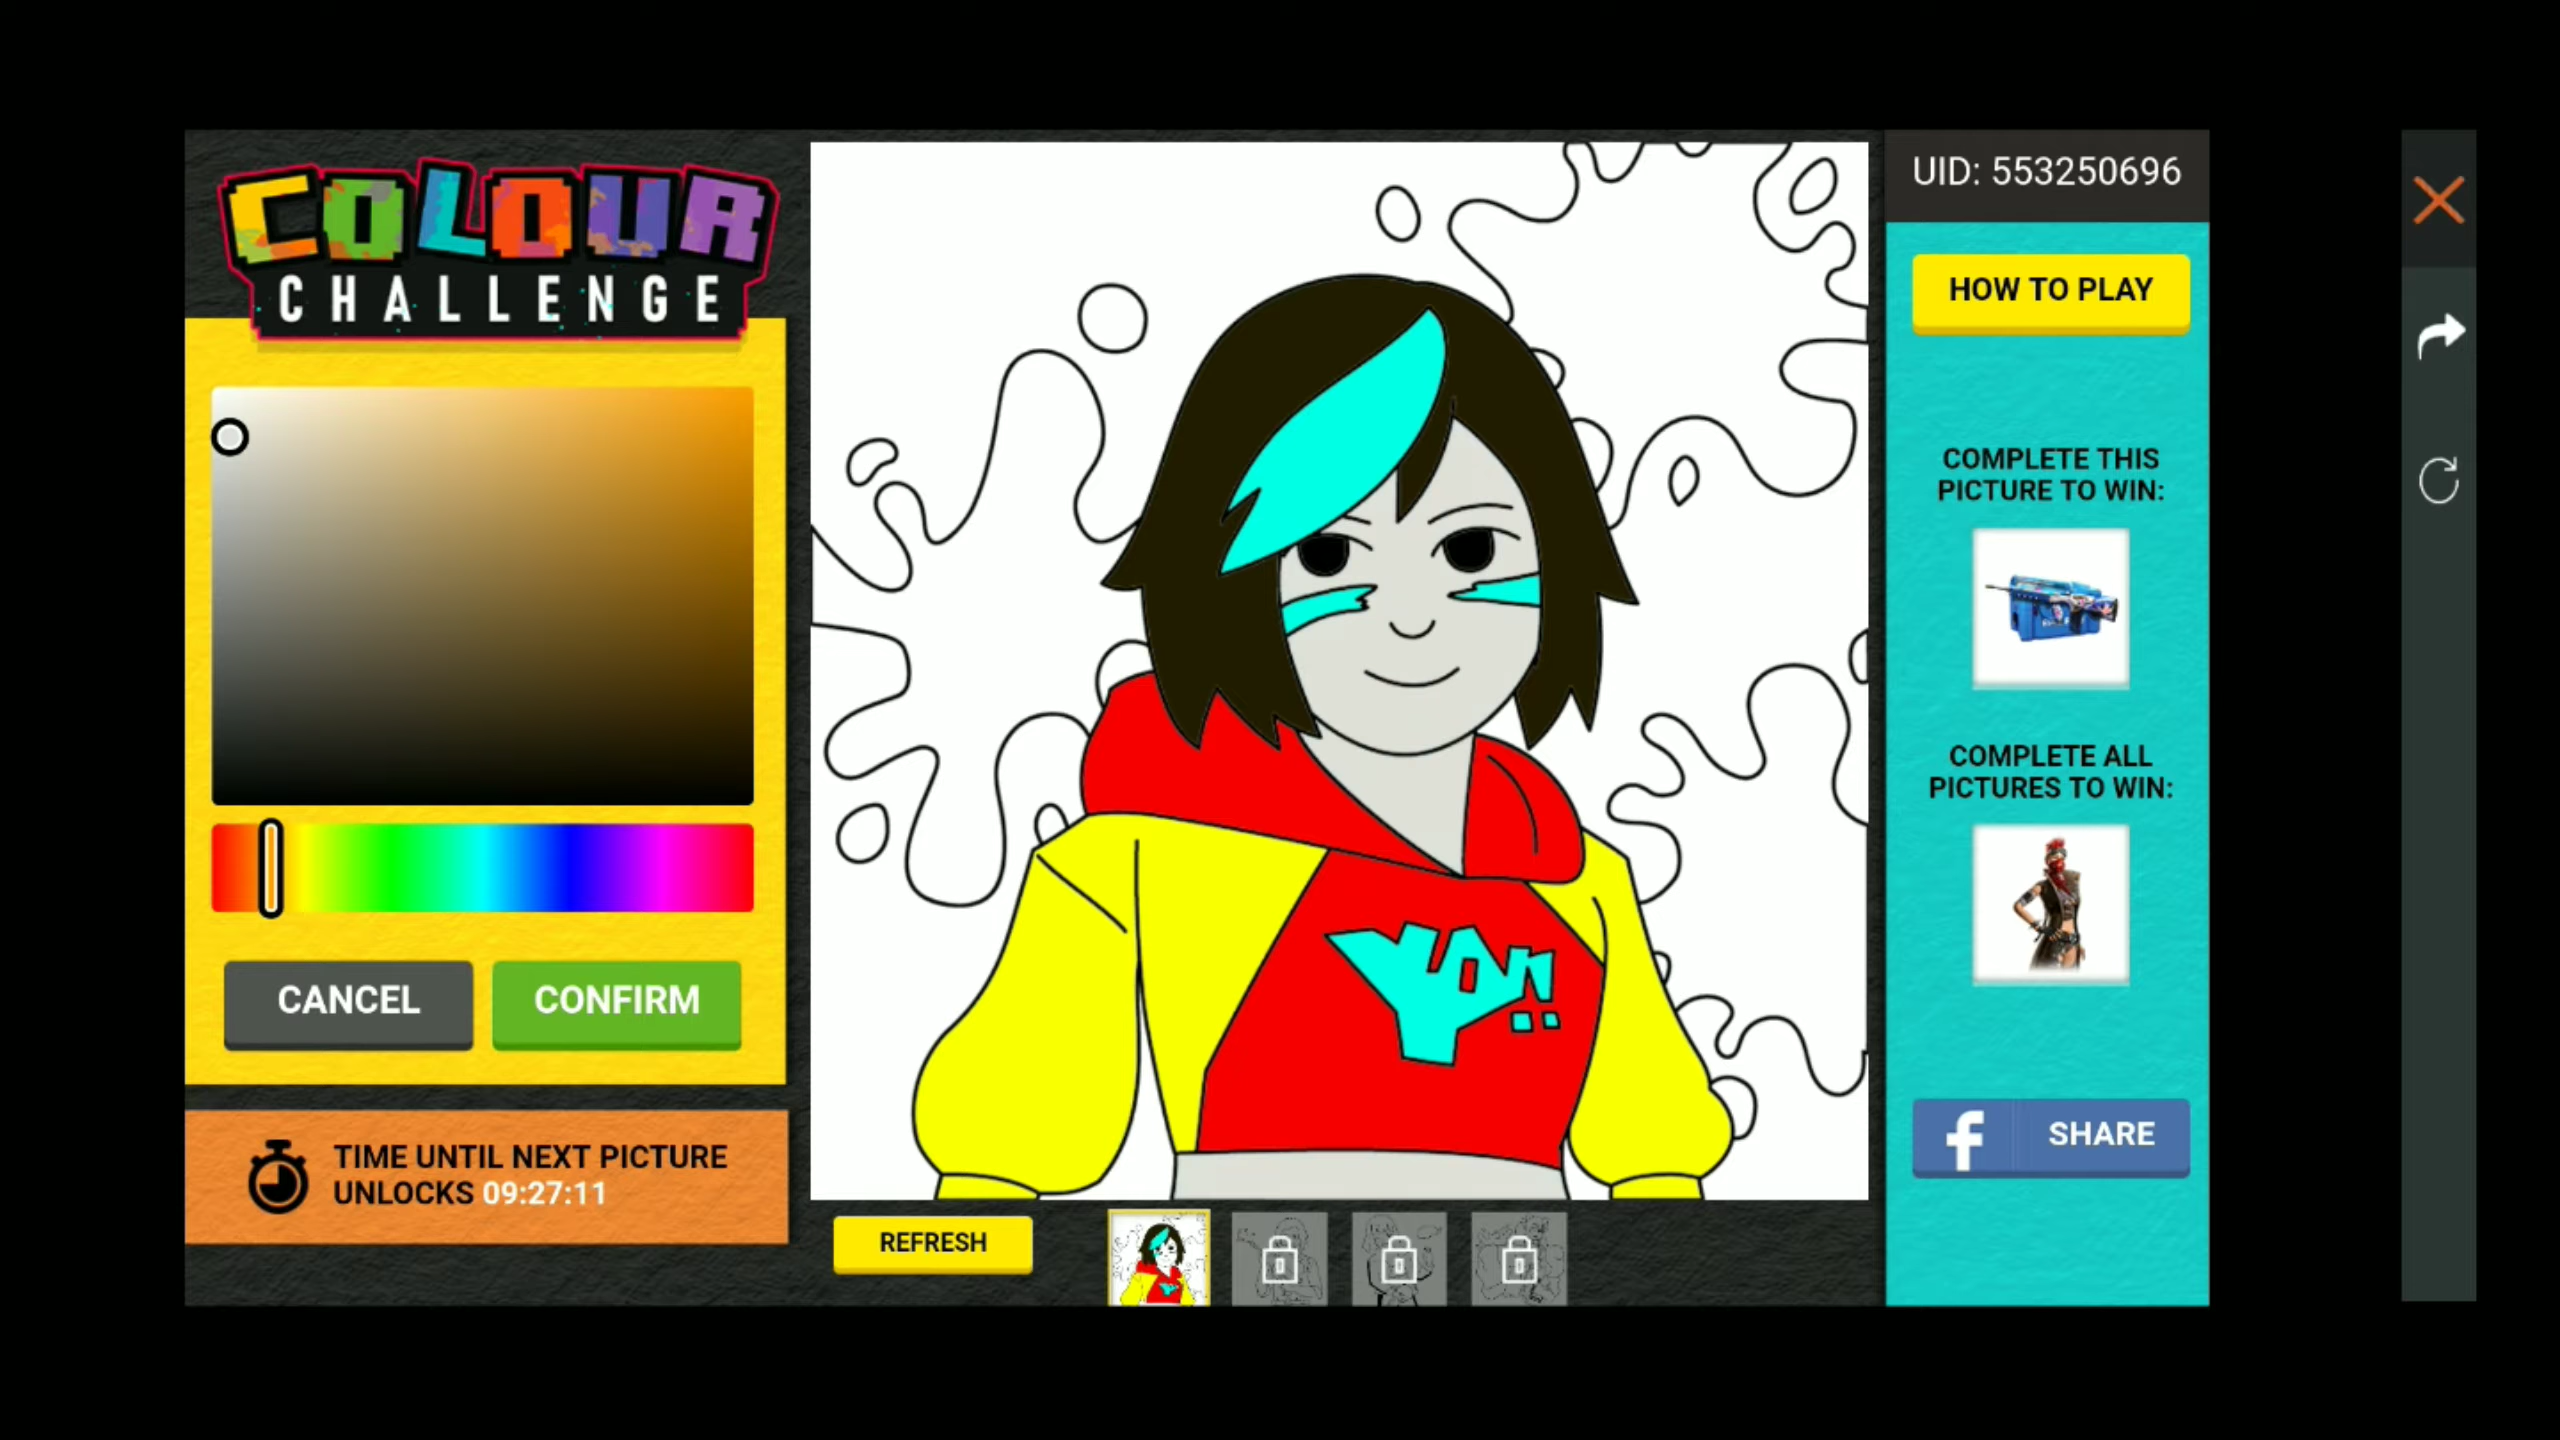 COLOUR
CHALLENGE
CANCEL
CONFIRM
TIME UNTIL NEXT PICTURE
UNLOCKS 09:27:11
REFRESH
UID: 553250696
HOW TO PLAY
COMPLETE THIS
PICTURE TO WIN:
COMPLETE ALL
PICTURES TO WIN:
f SHARE